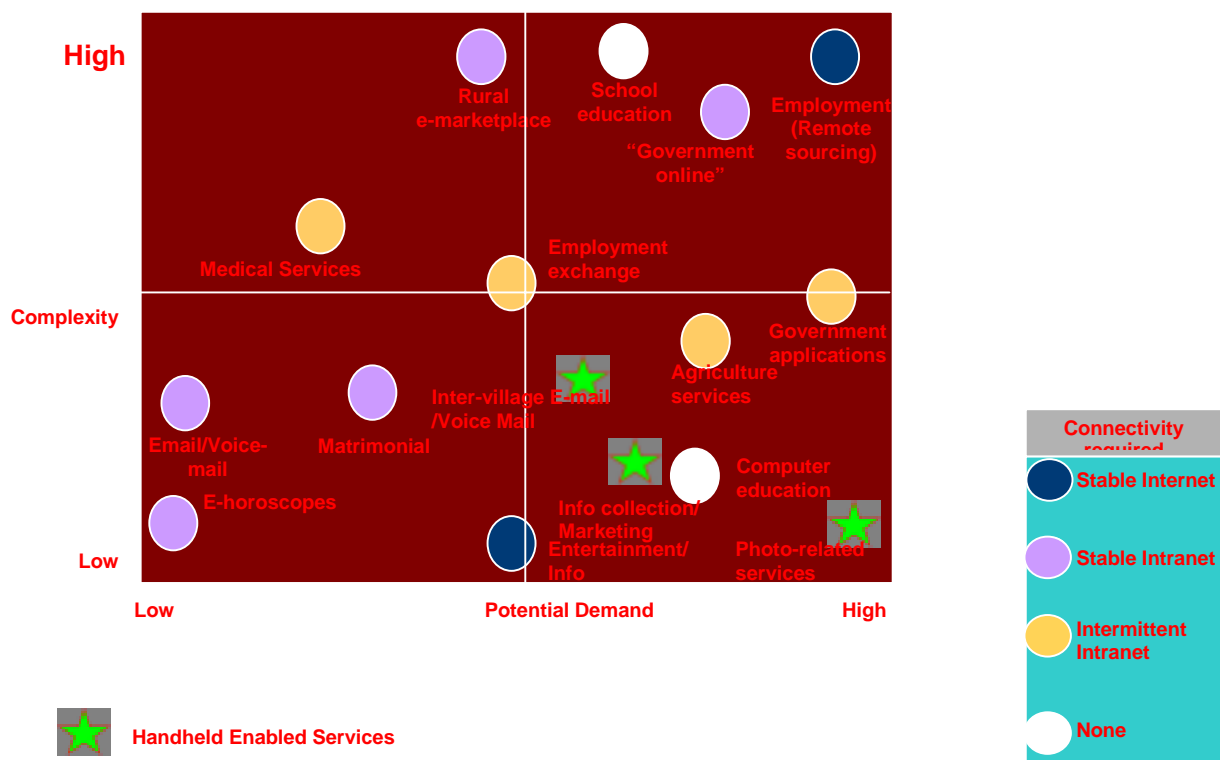 High
Rural
e-marketplace
School
education
“Government
online”
Employment
(Remote
sourcing)
Medical Services
Employment
exchange
Complexity
Government
applications
Agriculture
services
Inter-village E-mail
/Voice Mail
Email/Voice-
mail
Matrimonial
E-horoscopes
Computer
education
Info collection/
Marketing
Entertainment/
Info
Photo-related
services
Low
Low
Potential Demand
High
Connectivity
required
Stable Internet
Stable Intranet
Intermittent
Intranet
None
Handheld Enabled Services